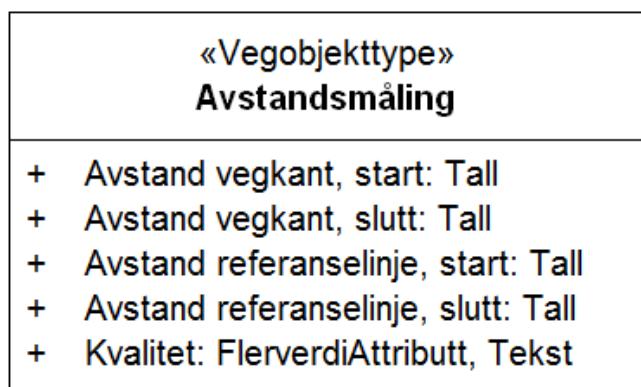 «Vegobjekttype»
Avstandsmåling
+ Avstand vegkant, start: Tall
+ Avstand vegkant, slutt: Tall
+ Avstand referanselinje, start: Tall
+ Avstand referanselinje, slutt: Tall
+ Kvalitet: FlerverdiAttributt, Tekst